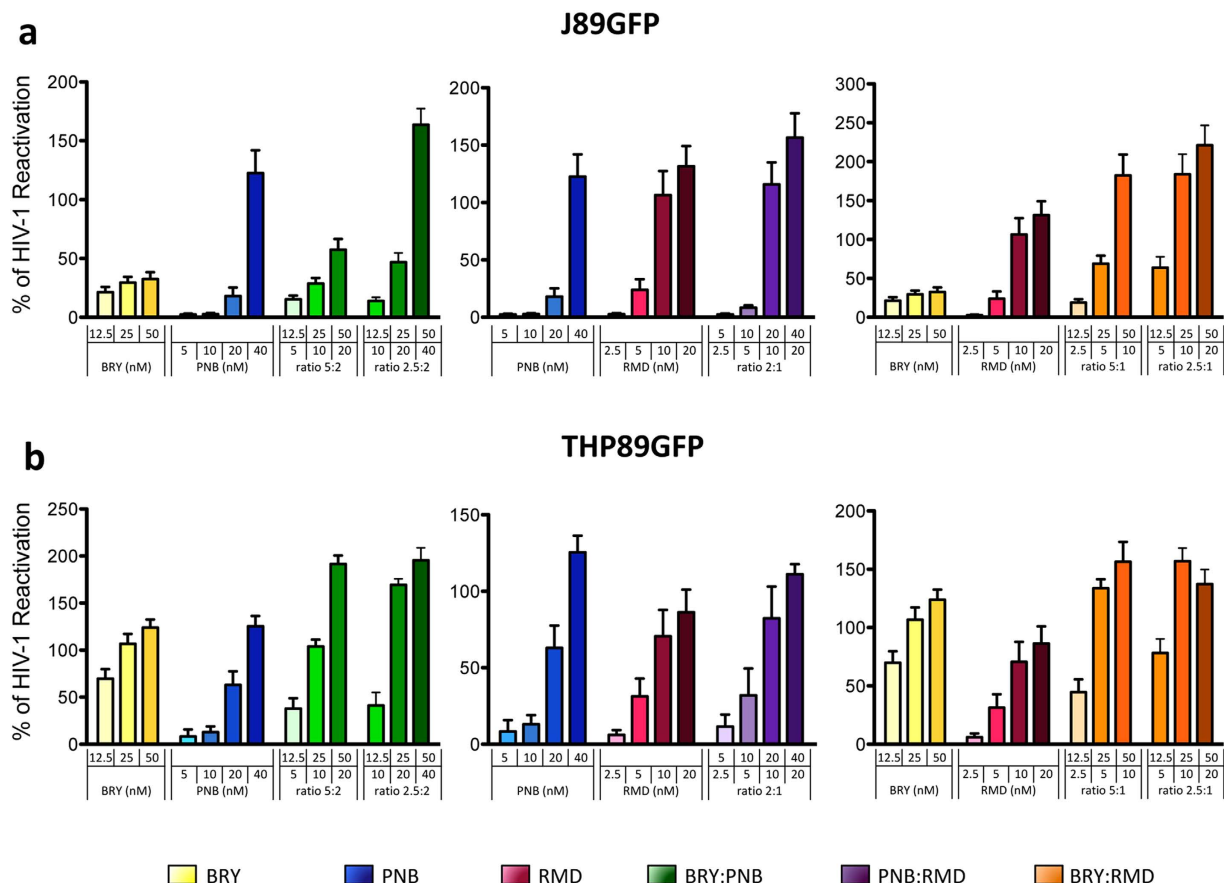 a
J89GFP
% of HIV-1 Reactivation
200
150
100
50
0
12.5 25 50 12.5 25 50 12.5 25 50
5 10 20 40 5 10 20 10 20 40
BRY (nM) PNB (nM) ratio 5:2 ratio 2.5:2
200
150
100
50
0
5 10 20 40 5 10 20 40
2.5 5 10 20 2.5 5 10 20
PNB (nM) RMD (nM) ratio 2:1
300
250
200
150
100
50
0
12.5 25 50 12.5 25 50 12.5 25 50
2.5 5 10 20 2.5 5 10 5 10 20
BRY (nM) RMD (nM) ratio 5:1 ratio 2.5:1
b
THP89GFP
% of HIV-1 Reactivation
250
200
150
100
50
0
12.5 25 50 12.5 25 50 12.5 25 50
5 10 20 40 5 10 20 10 20 40
BRY (nM) PNB (nM) ratio 5:2 ratio 2.5:2
150
100
50
0
5 10 20 40 5 10 20 40
2.5 5 10 20 2.5 5 10 20
PNB (nM) RMD (nM) ratio 2:1
200
150
100
50
0
12.5 25 50 12.5 25 50 12.5 25 50
2.5 5 10 20 2.5 5 10 5 10 20
BRY (nM) RMD (nM) ratio 5:1 ratio 2.5:1
BRY PNB RMD BRY:PNB PNB:RMD BRY:RMD